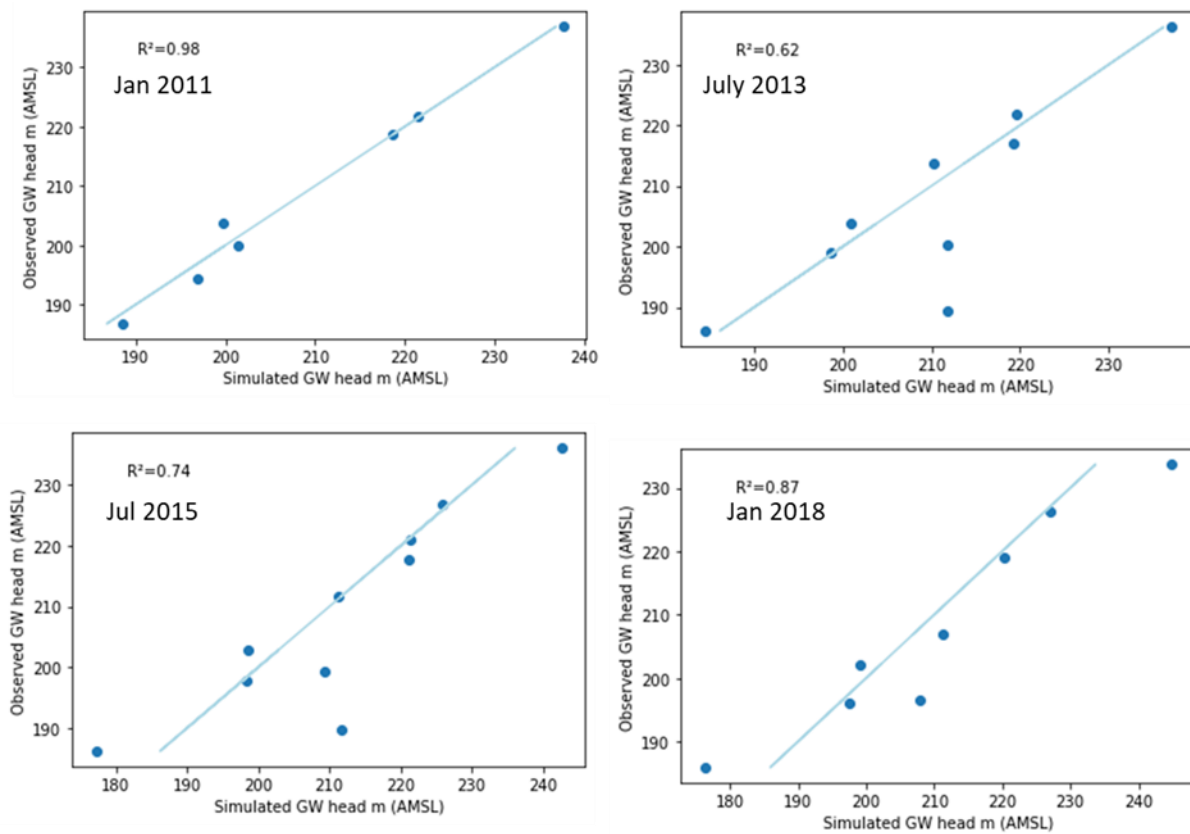 R²=0.98
Jan 2011
Observed GW head m (AMSL)
230
220
210
200
190
190 200 210 220 230 240
Simulated GW head m (AMSL)
R²=0.62
July 2013
Observed GW head m (AMSL)
230
220
210
200
190
190 200 210 220 230
Simulated GW head m (AMSL)
R²=0.74
Jul 2015
Observed GW head m (AMSL)
230
220
210
200
190
180 190 200 210 220 230 240
Simulated GW head m (AMSL)
R²=0.87
Jan 2018
Observed GW head m (AMSL)
230
220
210
200
190
180 190 200 210 220 230 240
Simulated GW head m (AMSL)